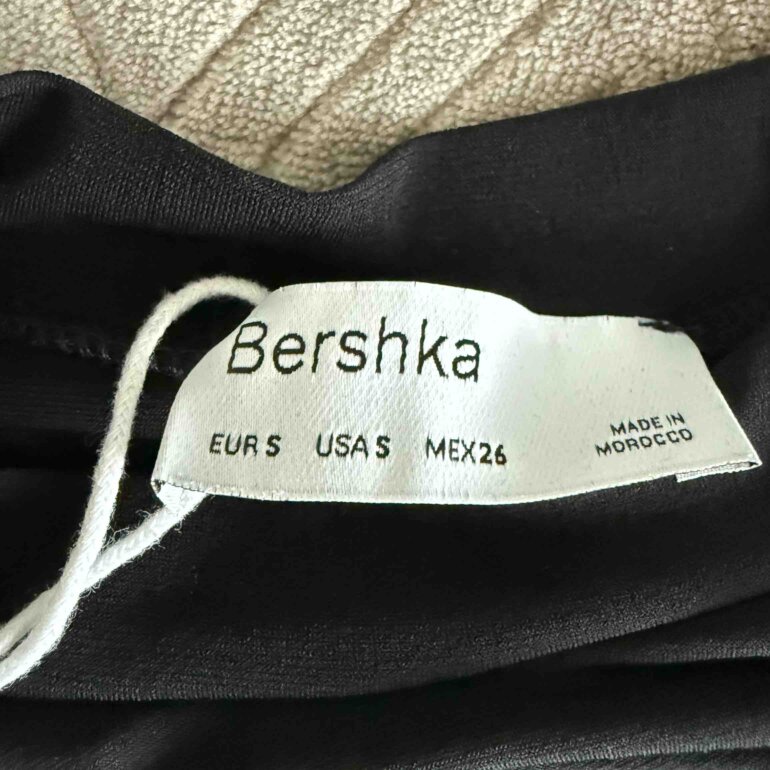 Bershka
EUR S USA S MEX 26
MADE IN
MOROCCO